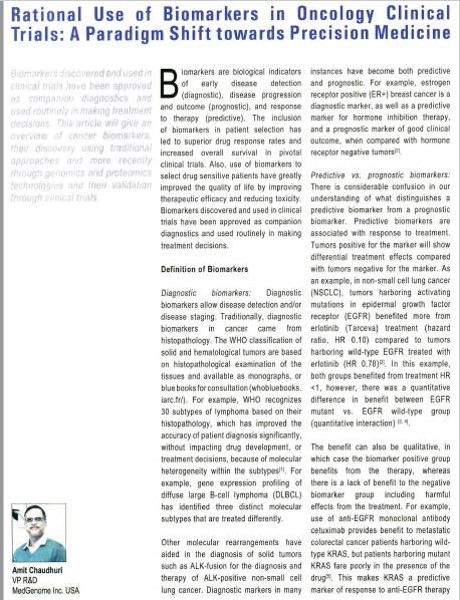 Rational Use of Biomarkers in Oncology Clinical
Trials: A Paradigm Shift towards Precision Medicine
Biomarkers discovered and used in
clinical trials have been approved
as companion diagnostics and
used routinely in making treatment
decisions. This article will give an
overview of cancer biomarkers,
their discovery using traditional
approaches and more recently
through genomics and proteomics
technologies and their validation
through clinical trials.
Amit Chaudhuri
VP R&D
MedGenome Inc. USA
Biomarkers are biological indicators
of early disease detection
(diagnostic), disease progression
and outcome (prognostic), and response
to therapy (predictive). The inclusion
of biomarkers in patient selection has
led to superior drug response rates and
increased overall survival in pivotal
clinical trials. Also, use of biomarkers to
select drug sensitive patients have greatly
improved the quality of life by improving
therapeutic efficacy and reducing toxicity.
Biomarkers discovered and used in clinical
trials have been approved as companion
diagnostics and used routinely in making
treatment decisions.
Definition of Biomarkers
Diagnostic biomarkers: Diagnostic
biomarkers allow disease detection and/or
disease staging. Traditionally, diagnostic
biomarkers in cancer came from
histopathology. The WHO classification of
solid and hematological tumors are based
on histopathological examination of the
tissues and available as monographs, or
blue books for consultation (whobluebooks.
iarc.fr/). For example, WHO recognizes
30 subtypes of lymphoma based on their
histopathology, which has improved the
accuracy of patient diagnosis significantly,
without impacting drug development, or
treatment decisions, because of molecular
heterogeneity within the subtypes[1]. For
example, gene expression profiling of
diffuse large B-cell lymphoma (DLBCL)
has identified three distinct molecular
subtypes that are treated differently.
Other molecular rearrangements have
aided in the diagnosis of solid tumors
such as ALK-fusion for the diagnosis and
therapy of ALK-positive non-small cell
lung cancer. Diagnostic markers in many
instances have become both predictive
and prognostic. For example, estrogen
receptor positive (ER+) breast cancer is a
diagnostic marker, as well as a predictive
marker for hormone inhibition therapy,
and a prognostic marker of good clinical
outcome, when compared with hormone
receptor negative tumors[2].
Predictive vs. prognostic biomarkers:
There is considerable confusion in our
understanding of what distinguishes a
predictive biomarker from a prognostic
biomarker. Predictive biomarkers are
associated with response to treatment.
Tumors positive for the marker will show
differential treatment effects compared
with tumors negative for the marker. As
an example, in non-small cell lung cancer
(NSCLC), tumors harboring activating
mutations in epidermal growth factor
receptor (EGFR) benefited more from
erlotinib (Tarceva) treatment (hazard
ratio, HR 0.10) compared to tumors
harboring wild-type EGFR treated with
erlotinib (HR 0.78)[3]. In this example,
both groups benefited from treatment HR
<1, however, there was a quantitative
difference in benefit between EGFR
mutant vs. EGFR wild-type group
(quantitative interaction) [3, 4].
The benefit can also be qualitative, in
which case the biomarker positive group
benefits from the therapy, whereas
there is a lack of benefit to the negative
biomarker group including harmful
effects from the treatment. For example,
use of anti-EGFR monoclonal antibody
cetuximab provides benefit to metastatic
colorectal cancer patients harboring wild-
type KRAS, but patients harboring mutant
KRAS fare poorly in the presence of the
drug[5]. This makes KRAS a predictive
marker of response to anti-EGFR therapy